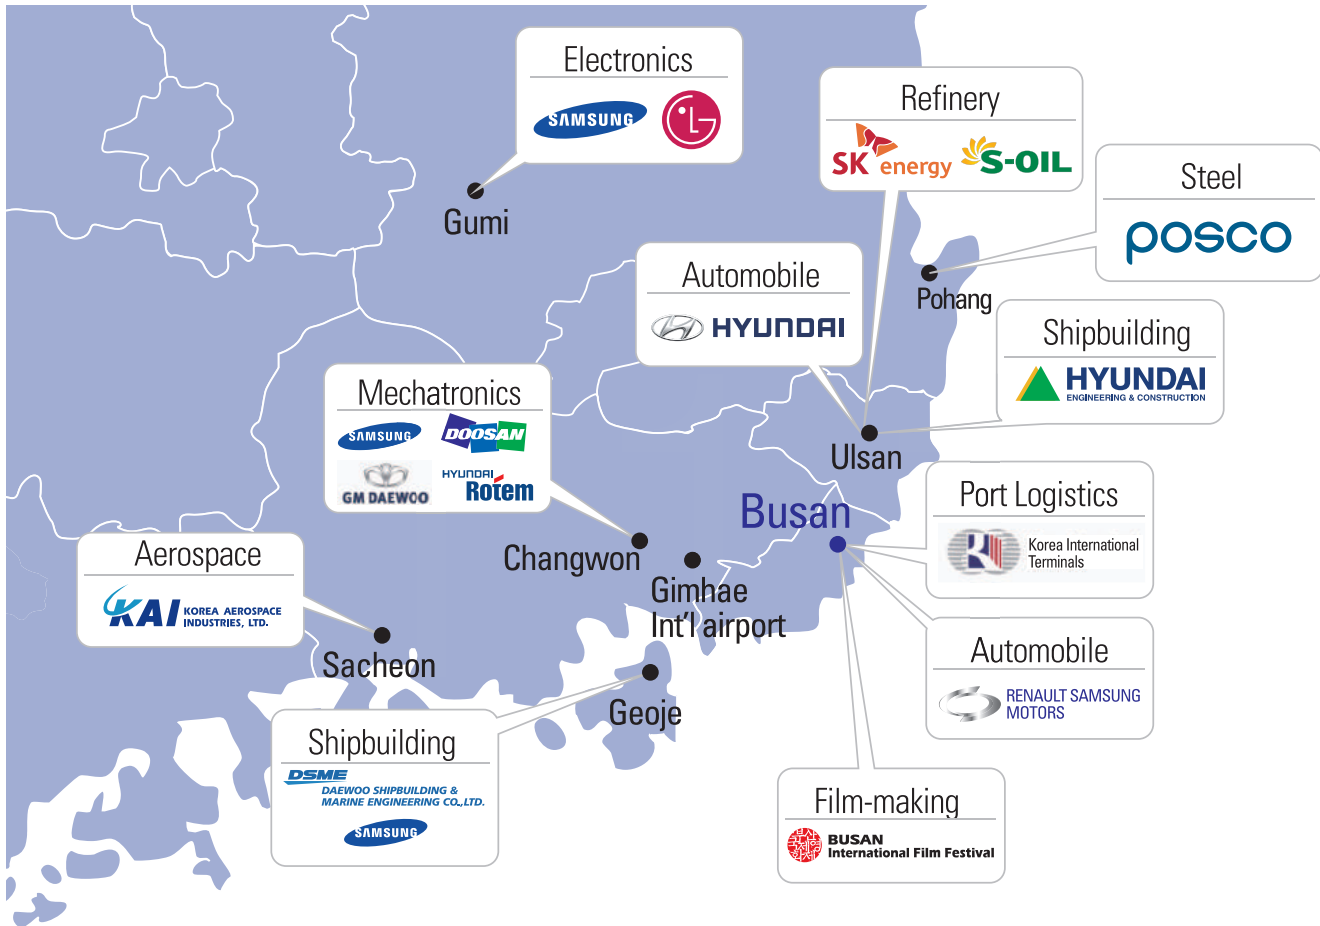 Electronics
SAMSUNG
LG
Gumi
Refinery
SK energy
S-OIL
Steel
posco
Pohang
Automobile
HYUNDAI
Shipbuilding
HYUNDAI
ENGINEERING & CONSTRUCTION
Ulsan
Mechatronics
SAMSUNG
DOOSAN
GM DAEWOO
HYUNDAI
Rotem
Changwon
Busan
Gimhae
Int'l airport
Port Logistics
Korea International
Terminals
Aerospace
KAI
KOREA AEROSPACE
INDUSTRIES, LTD.
Sacheon
Automobile
RENAULT SAMSUNG
MOTORS
Geoje
Shipbuilding
DSME
DAEWOO SHIPBUILDING &
MARINE ENGINEERING CO.,LTD.
SAMSUNG
Film-making
BUSAN
International Film Festival